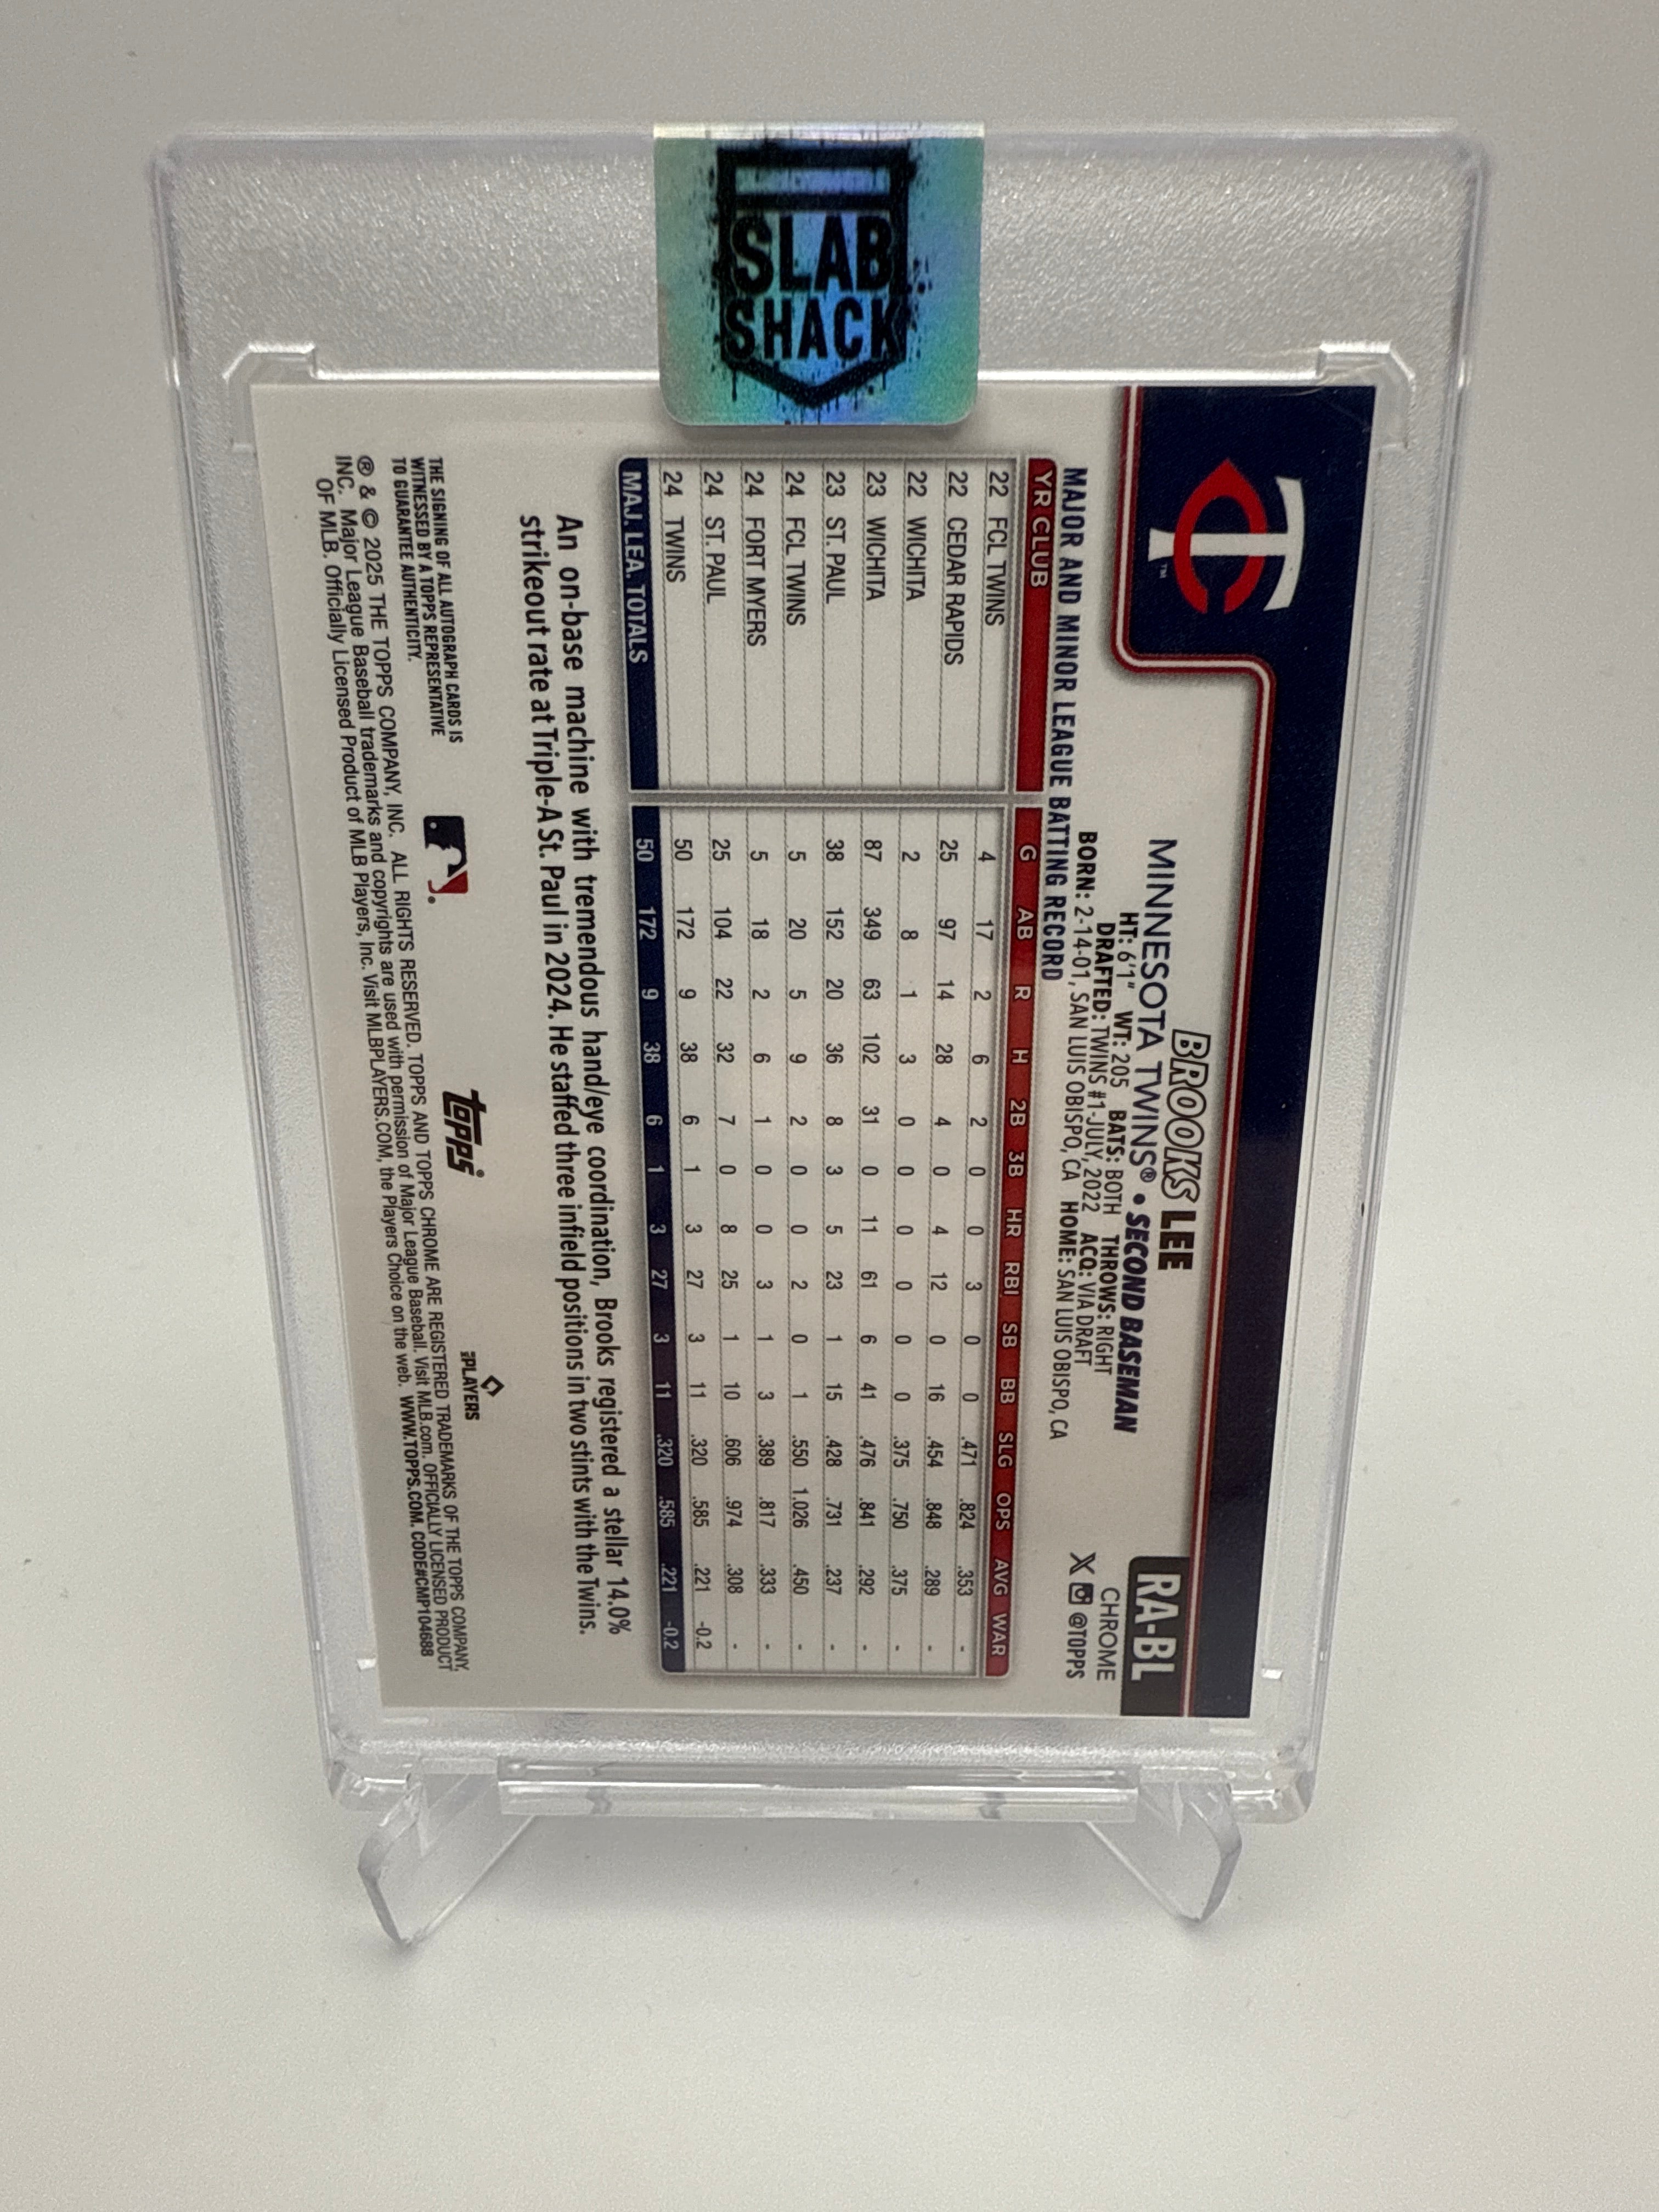 SLAB
SHACK
TC™
BROOKS LEE
MINNESOTA TWINS® • SECOND BASEMAN
HT: 6'1" WT: 205 BATS: BOTH THROWS: RIGHT
DRAFTED: TWINS #1-JULY, 2022 ACQ: VIA DRAFT
BORN: 2-14-01, SAN LUIS OBISPO, CA HOME: SAN LUIS OBISPO, CA
RA-BL
CHROME
X @TOPPS
MAJOR AND MINOR LEAGUE BATTING RECORD
YR CLUB G AB R H 2B 3B HR RBI SB BB SLG OPS AVG WAR
22 FCL TWINS 4 17 2 6 2 0 0 3 0 0 .471 .824 .353 -
22 CEDAR RAPIDS 25 97 14 28 4 0 4 12 0 16 .454 .848 .289 -
22 WICHITA 2 8 1 3 0 0 0 0 0 0 .375 .750 .375 -
23 WICHITA 87 349 63 102 31 0 11 61 6 41 .476 .841 .292 -
23 ST. PAUL 38 152 20 36 8 3 5 23 1 15 .428 .731 .237 -
24 FCL TWINS 5 20 5 9 2 0 0 2 0 1 .550 1.026 .450 -
24 FORT MYERS 5 18 2 6 1 0 0 3 1 3 .389 .817 .333 -
24 ST. PAUL 25 104 22 32 7 0 8 25 1 10 .606 .974 .308 -
24 TWINS 50 172 9 38 6 1 3 27 3 11 .320 .585 .221 -0.2
MAJ. LEA. TOTALS 50 172 9 38 6 1 3 27 3 11 .320 .585 .221 -0.2
An on-base machine with tremendous hand/eye coordination, Brooks registered a stellar 14.0%
strikeout rate at Triple-A St. Paul in 2024. He staffed three infield positions in two stints with the Twins.
THE SIGNING OF ALL AUTOGRAPH CARDS IS
WITNESSED BY A TOPPS REPRESENTATIVE
TO GUARANTEE AUTHENTICITY.
topps®
MLB PLAYERS
® & © 2025 THE TOPPS COMPANY, INC. ALL RIGHTS RESERVED. TOPPS AND TOPPS CHROME ARE REGISTERED TRADEMARKS OF THE TOPPS COMPANY,
INC. Major League Baseball trademarks and copyrights are used with permission of Major League Baseball. Visit MLB.com. OFFICIALLY LICENSED PRODUCT
OF MLB. Officially Licensed Product of MLB Players, Inc. Visit MLBPLAYERS.COM, the Players Choice on the web. WWW.TOPPS.COM. CODE#CMP104688